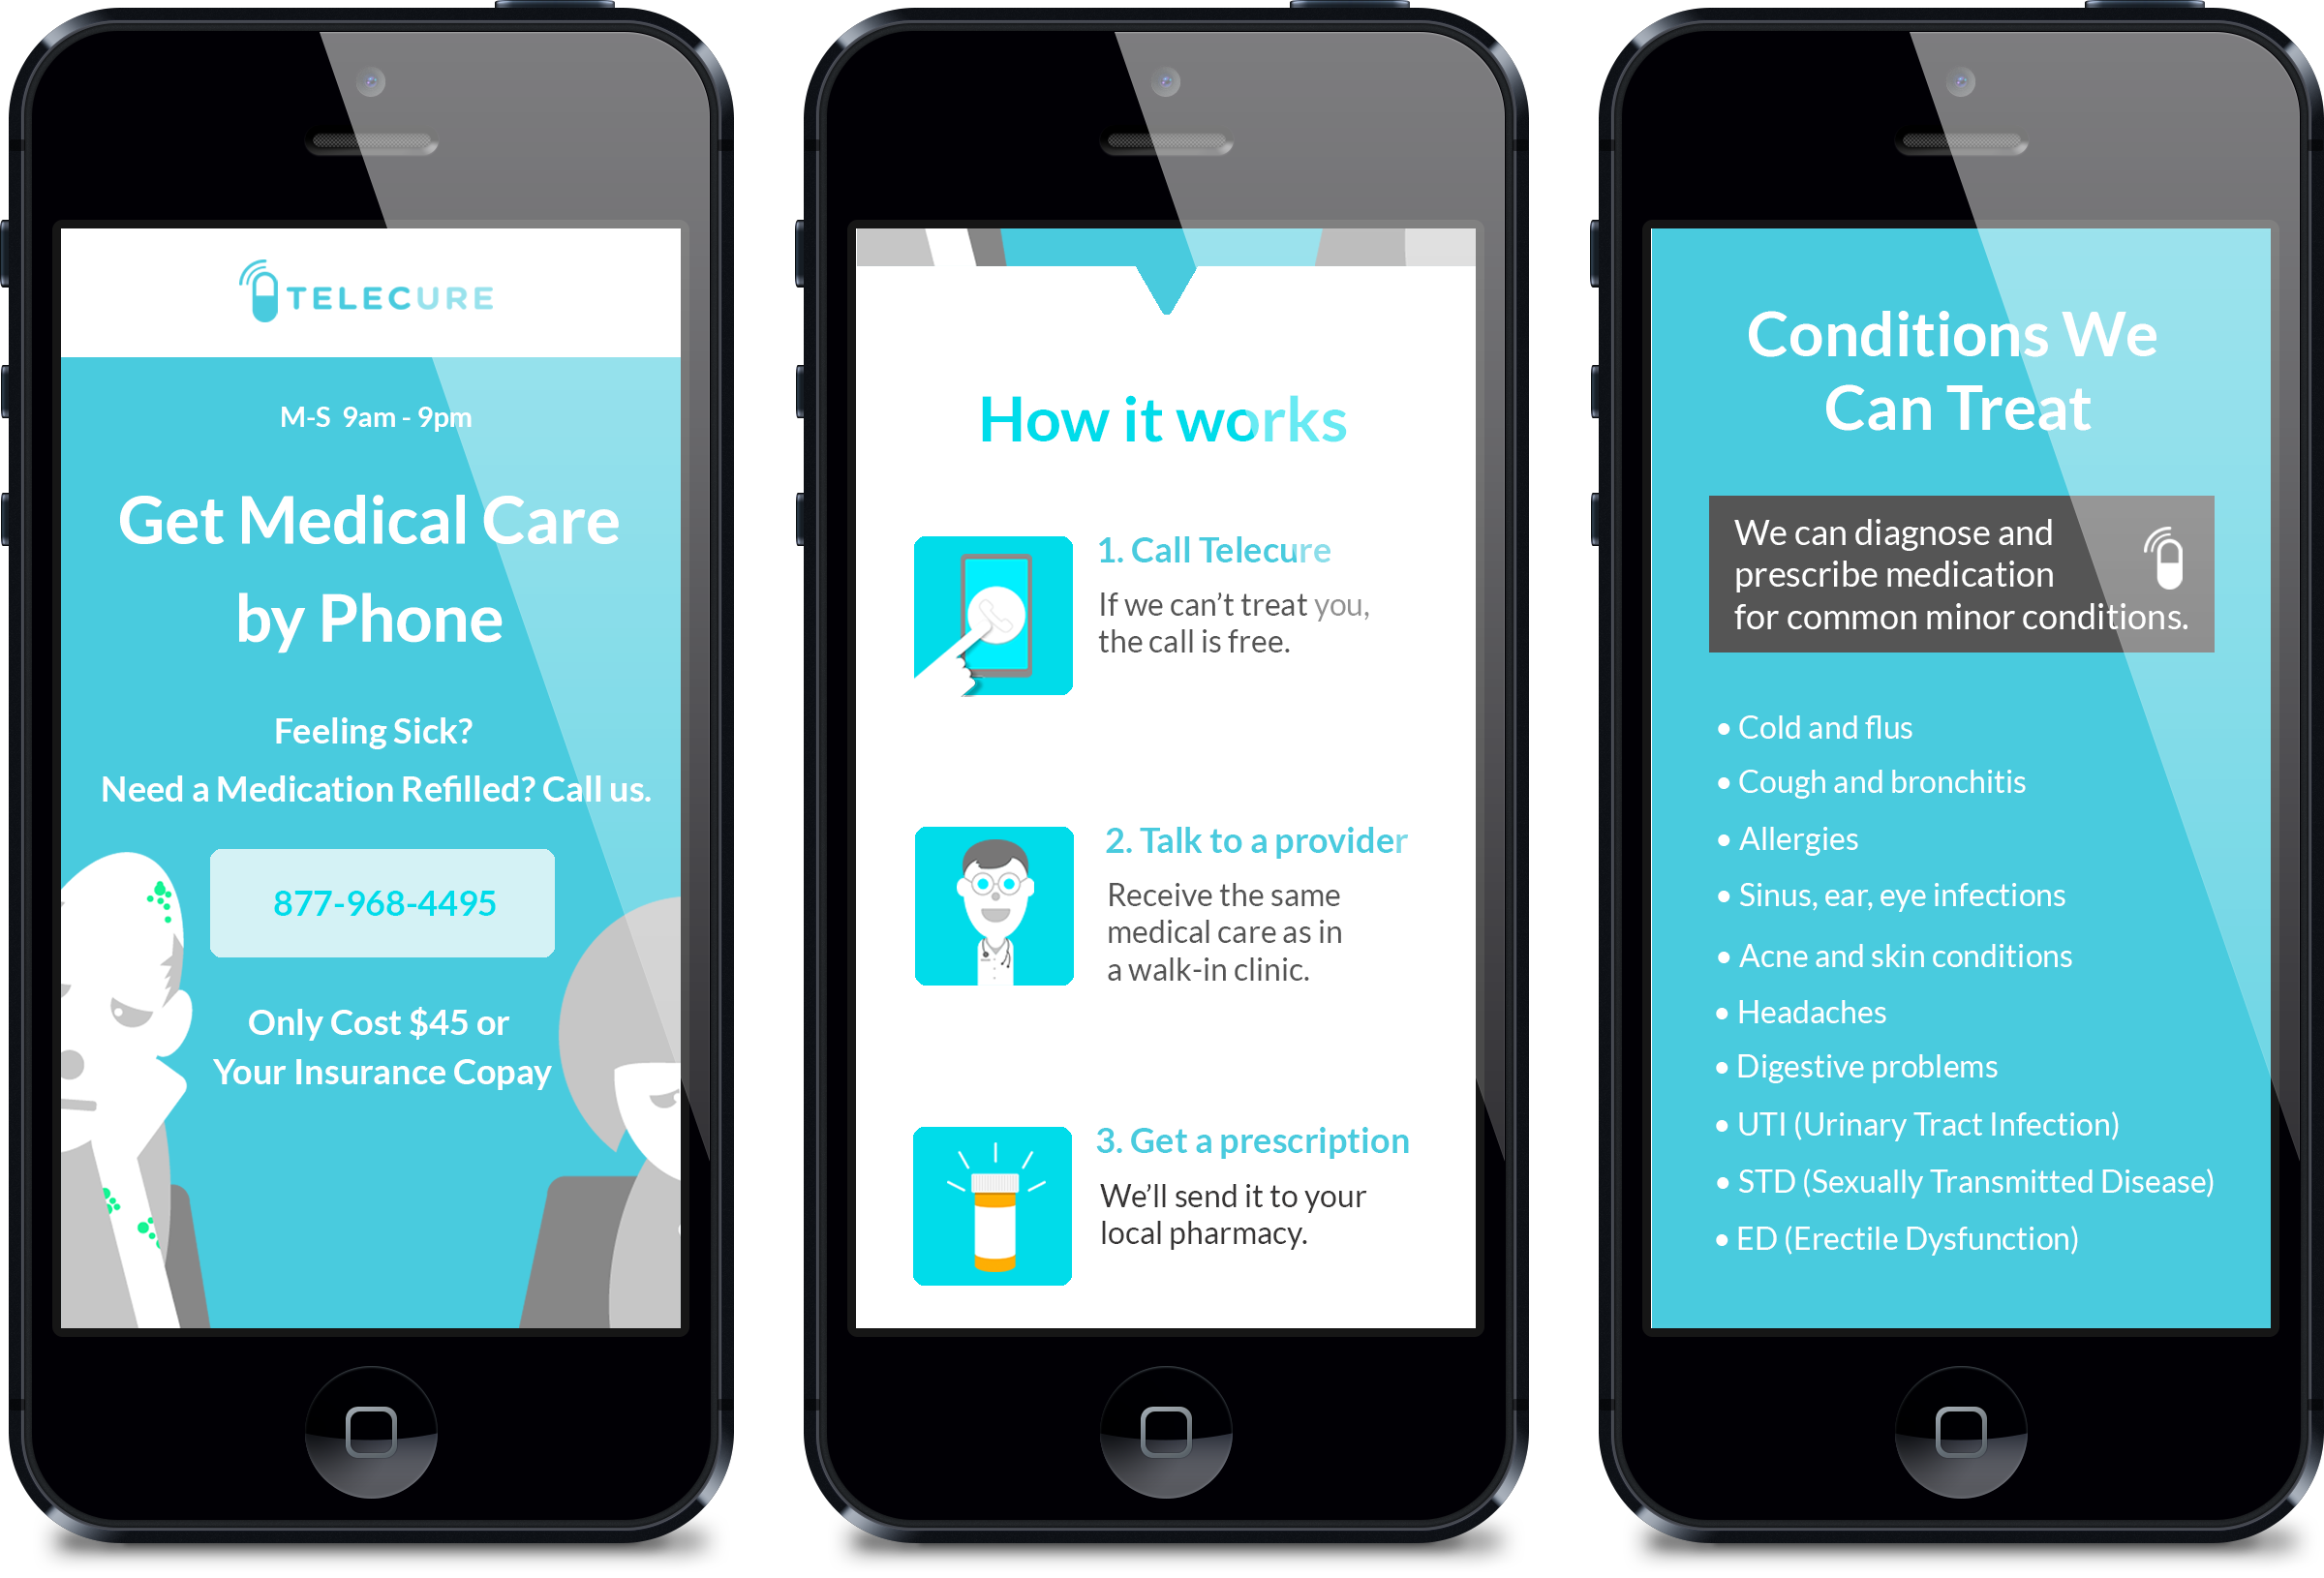 TELECURE
M-S 9am - 9pm
Get Medical Care
by Phone
Feeling Sick?
Need a Medication Refilled? Call us.
877-968-4495
Only Cost $45 or
Your Insurance Copay
How it works
1. Call Telecure
If we can’t treat you,
the call is free.
2. Talk to a provider
Receive the same
medical care as in
a walk-in clinic.
3. Get a prescription
We’ll send it to your
local pharmacy.
Conditions We
Can Treat
We can diagnose and
prescribe medication
for common minor conditions.
• Cold and flus
• Cough and bronchitis
• Allergies
• Sinus, ear, eye infections
• Acne and skin conditions
• Headaches
• Digestive problems
• UTI (Urinary Tract Infection)
• STD (Sexually Transmitted Disease)
• ED (Erectile Dysfunction)